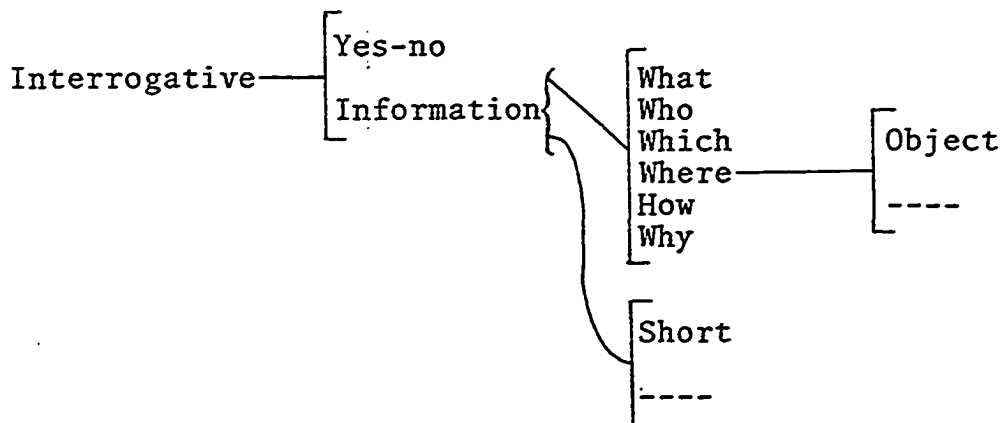 Yes-no
Interrogative
Information
What
Who
Which
Where
How
Why
Object
----
Short
----